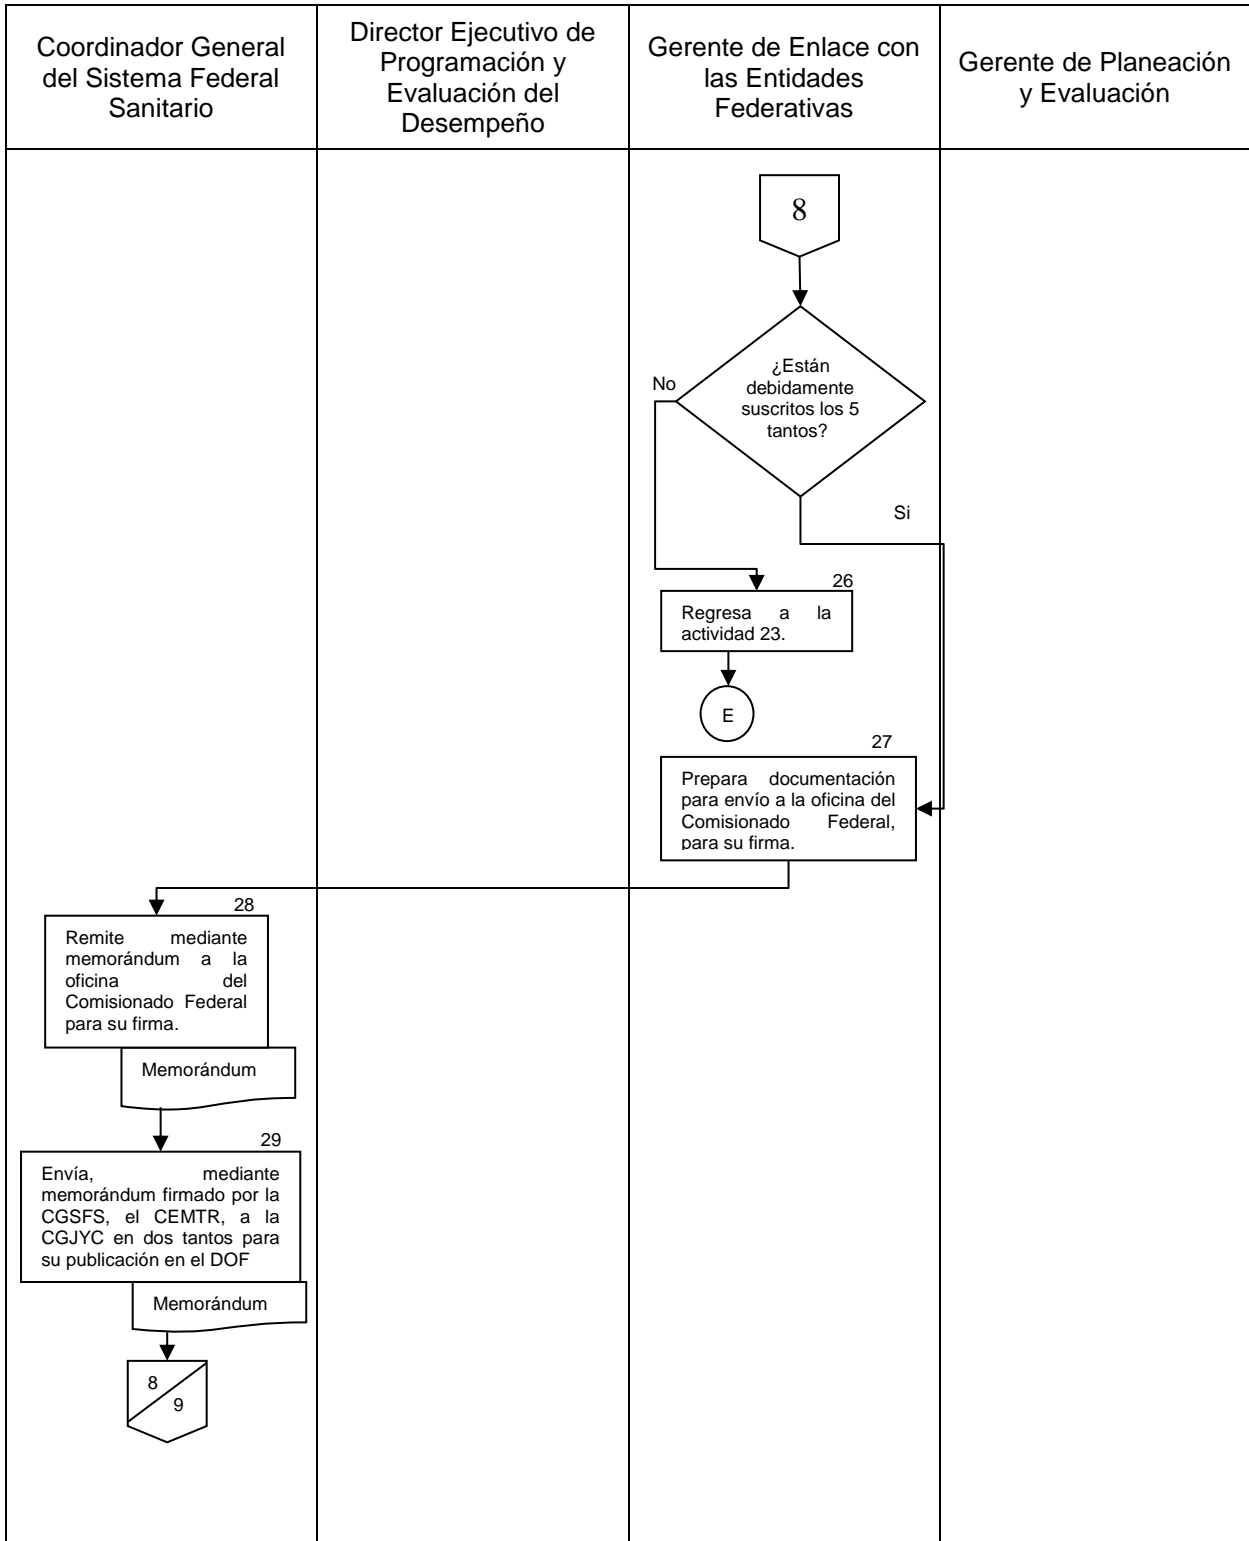 Coordinador General
del Sistema Federal
Sanitario
Director Ejecutivo de
Programación y
Evaluación del
Desempeño
Gerente de Enlace con
las Entidades
Federativas
Gerente de Planeación
y Evaluación
8
¿Están
debidamente
suscritos los 5
tantos?
No
Si
26
Regresa a la
actividad 23.
E
27
Prepara documentación
para envío a la oficina del
Comisionado Federal,
para su firma.
28
Remite mediante
memorándum a la
oficina del
Comisionado Federal
para su firma.
Memorándum
29
Envía, mediante
memorándum firmado por la
CGSFS, el CEMTR, a la
CGJYC en dos tantos para
su publicación en el DOF
Memorándum
8
9